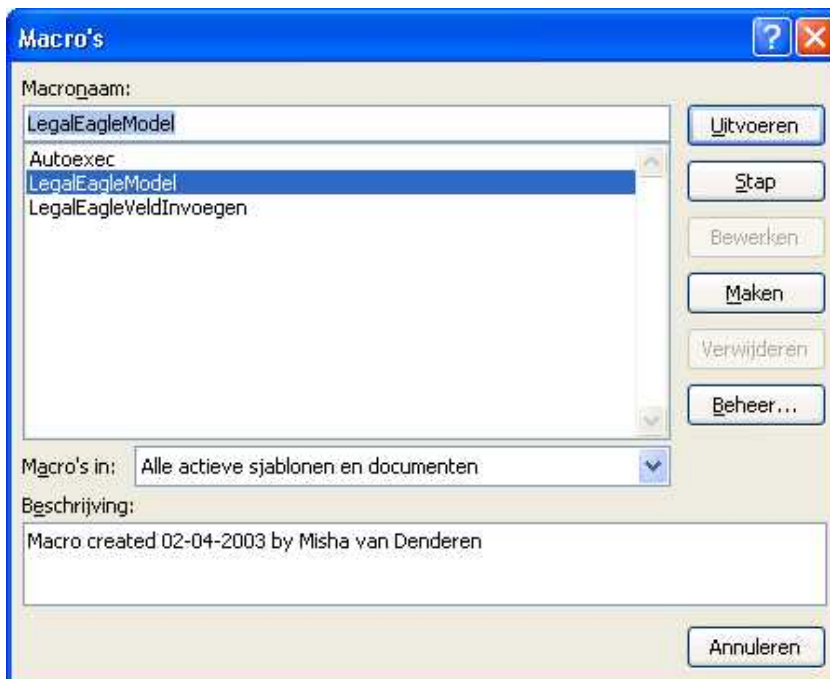 Macro's
Macronaam:
LegalEagleModel
Uitvoeren
Autoexec
LegalEagleModel
LegalEagleVeldInvoegen
Stap
Bewerken
Maken
Verwijderen
Beheer...
Macro's in: Alle actieve sjablonen en documenten
Beschrijving:
Macro created 02-04-2003 by Misha van Denderen
Annuleren